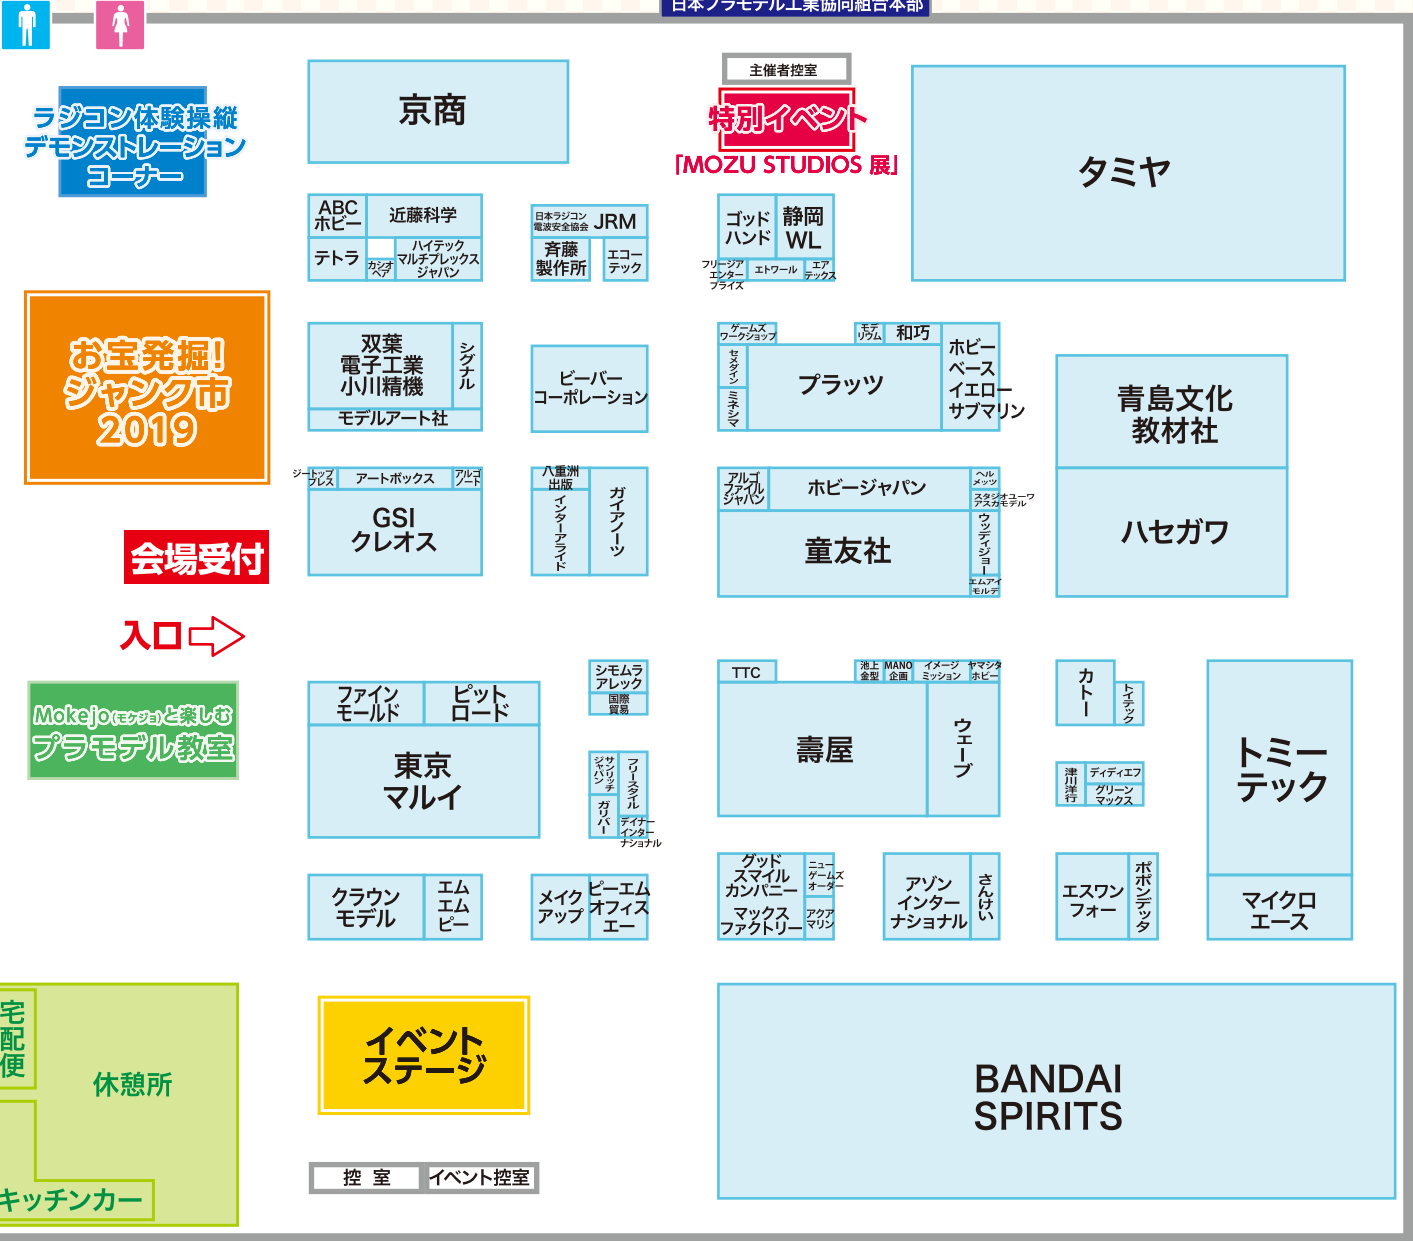 日本プラモデル工業協同組合本部
主催者控室
特別イベント
「MOZU STUDIOS 展」
ラジコン体験操縦
デモンストレーション
コーナー
京商
タミヤ
ABC
ホビー
近藤科学
テトラ
カシオペア
ハイテック
マルチプレックス
ジャパン
日本ラジコン
電波安全協会
JRM
斉藤
製作所
エコー
テック
ゴッド
ハンド
静岡
WL
フリージア
エンター
プライズ
エトワール
エア
テックス
お宝発掘!
ジャンク市
2019
双葉
電子工業
小川精機
シグナル
モデルアート社
ビーバー
コーポレーション
ゲームズ
ワークショップ
セメダイン
ミネシマ
プラッツ
モデ
リウム
和巧
ホビー
ベース
イエロー
サブマリン
青島文化
教材社
ジートップ
プレス
アートボックス
アルゴ
ノート
GSI
クレオス
八重洲
出版
インターアライド
ガイアノーツ
アルゴ
ファイル
ジャパン
ホビージャパン
ヘル
メッツ
スタジオユーワ
アスカモデル
童友社
ウッディジョー
エムアイ
モルデ
ハセガワ
会場受付
入口
Mokejo(モケジョ)と楽しむ
プラモデル教室
ファイン
モールド
ピット
ロード
東京
マルイ
シモムラ
アレック
国際
貿易
サンリッチ
ジャパン
フリースタイル
ガリバー
デイナー
インター
ナショナル
TTC
池上
金型
MANO
企画
イメージ
ミッション
ヤマシタ
ホビー
壽屋
ウェーブ
カトー
トイテック
津川洋行
ディディエフ
グリーン
マックス
トミー
テック
クラウン
モデル
エム
エム
ピー
メイク
アップ
ピーエム
オフィス
エー
グッド
スマイル
カンパニー
マックス
ファクトリー
ニュー
ゲームズ
オーダー
アクア
マリン
アゾン
インター
ナショナル
さんけい
エスワン
フォー
ポポンデッタ
マイクロ
エース
宅配便
休憩所
キッチンカー
イベント
ステージ
控 室
イベント控室
BANDAI
SPIRITS